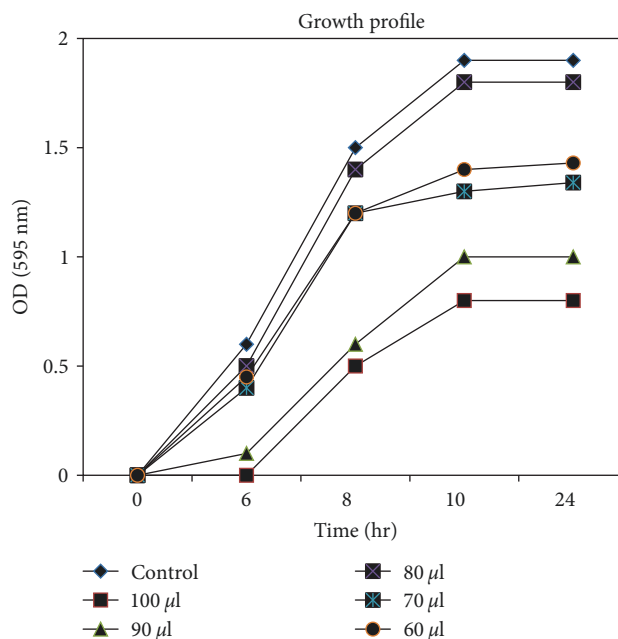 Growth profile
2
1.5
1
0.5
0
OD (595 nm)
0 6 8 10 24
Time (hr)
Control
100 μl
90 μl
80 μl
70 μl
60 μl